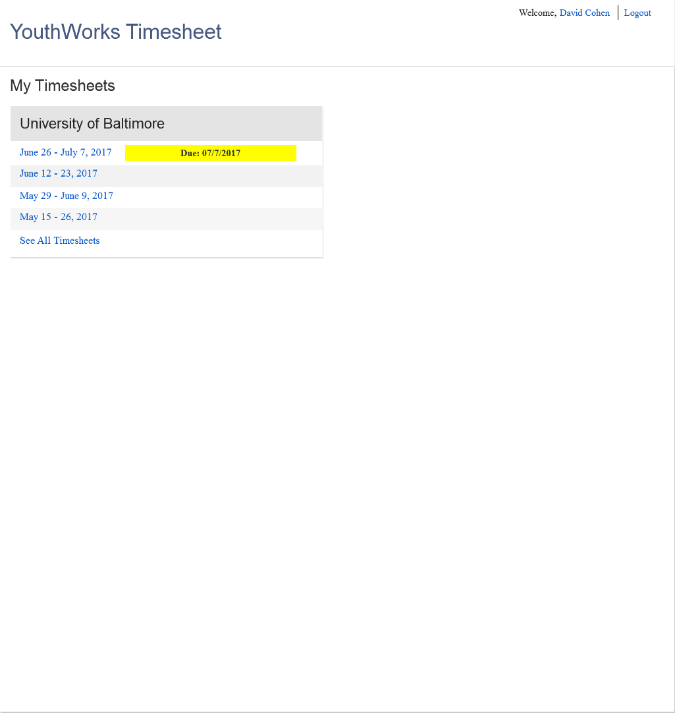 Welcome, David Cohen | Logout
YouthWorks Timesheet
My Timesheets
University of Baltimore
June 26 - July 7, 2017 Due: 07/7/2017
June 12 - 23, 2017
May 29 - June 9, 2017
May 15 - 26, 2017
See All Timesheets